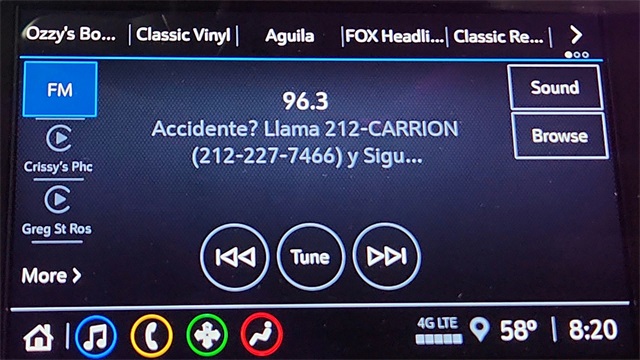 Ozzy's Bo... | Classic Vinyl | Aguila | FOX Headli... | Classic Re... |
FM
96.3
Accidente? Llama 212-CARRION
(212-227-7466) y Sigu...
Sound
Browse
Crissy's Phc
Greg St Ros
More
Tune
4G LTE
58°
8:20